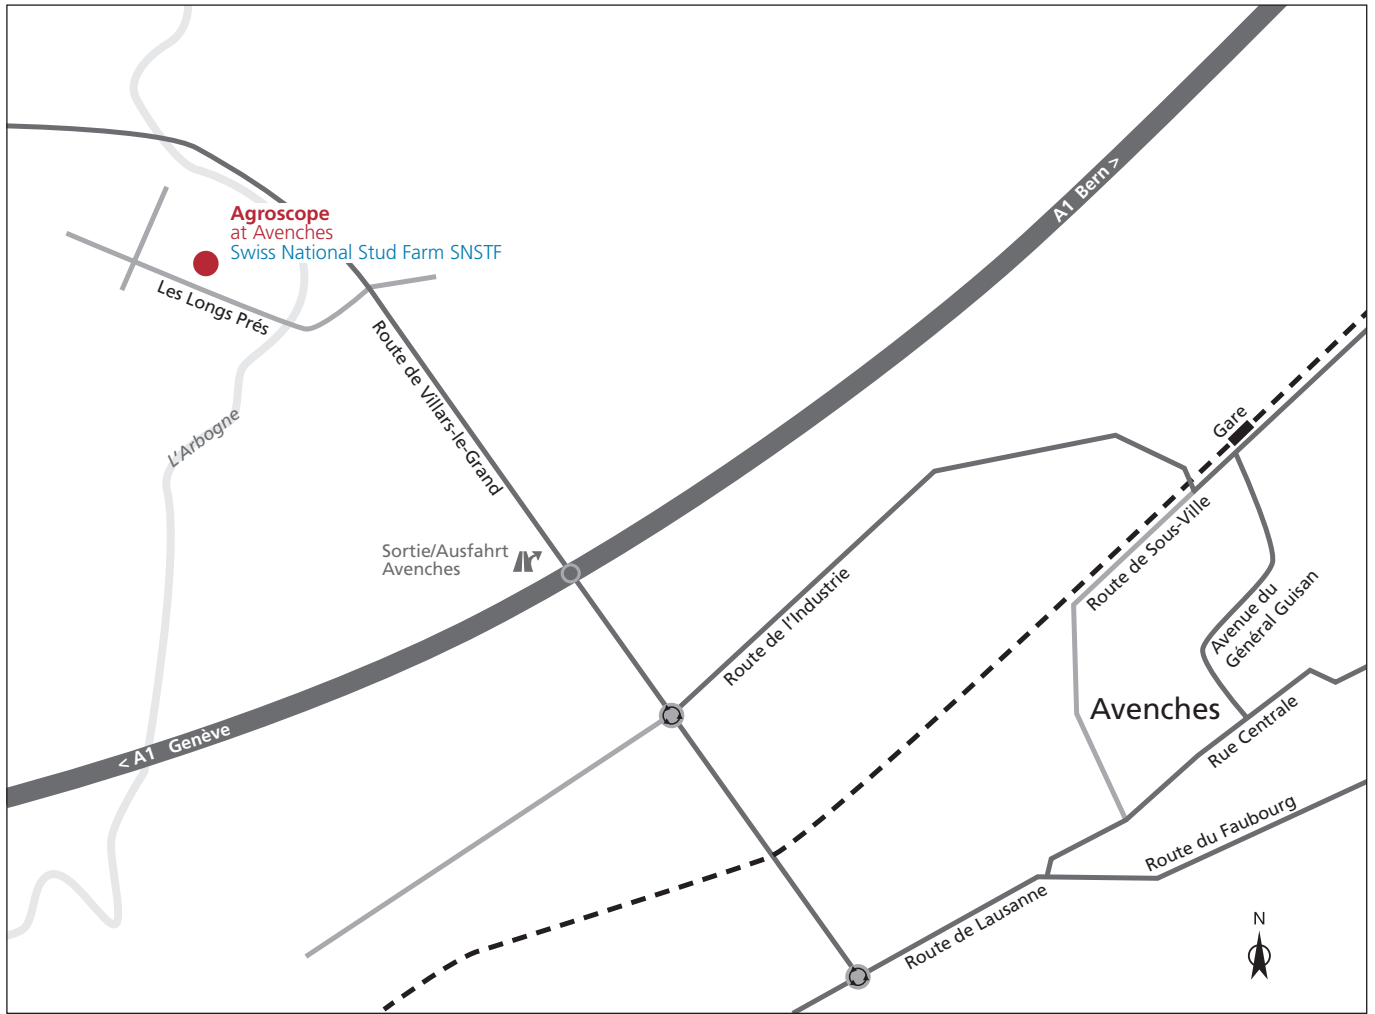 A1 Bern >
Agroscope
at Avenches
Swiss National Stud Farm SNSTF
Les Longs Prés
Route de Villars-le-Grand
L'Arbogne
Gare
Sortie/Ausfahrt
Avenches
Route de Sous-Ville
Route de l'Industrie
Avenue du
Général Guisan
Avenches
Rue Centrale
< A1 Genève
Route du Faubourg
Route de Lausanne
N